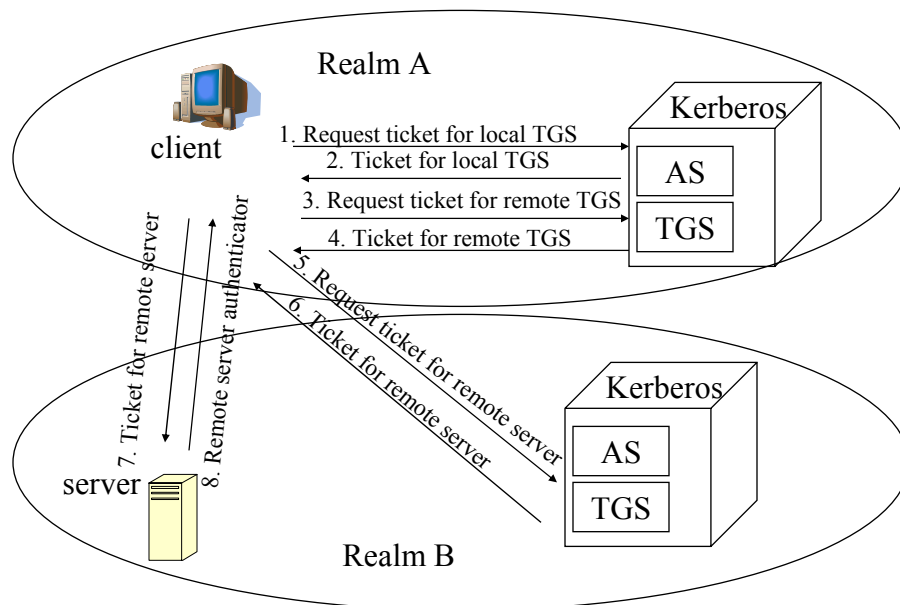 Realm A
Kerberos
client
1. Request ticket for local TGS
2. Ticket for local TGS
AS
3. Request ticket for remote TGS
TGS
4. Ticket for remote TGS
5. Request ticket for remote server
6. Ticket for remote server
7. Ticket for remote server
8. Remote server authenticator
Kerberos
AS
server
TGS
Realm B